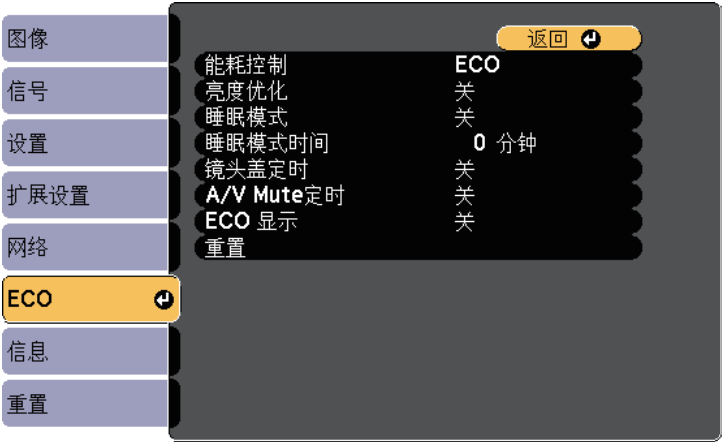 图像
信号
设置
扩展设置
网络
ECO
信息
重置
返回
能耗控制 ECO
亮度优化 关
睡眠模式 关
睡眠模式时间 0 分钟
镜头盖定时 关
A/V Mute定时 关
ECO 显示 关
重置